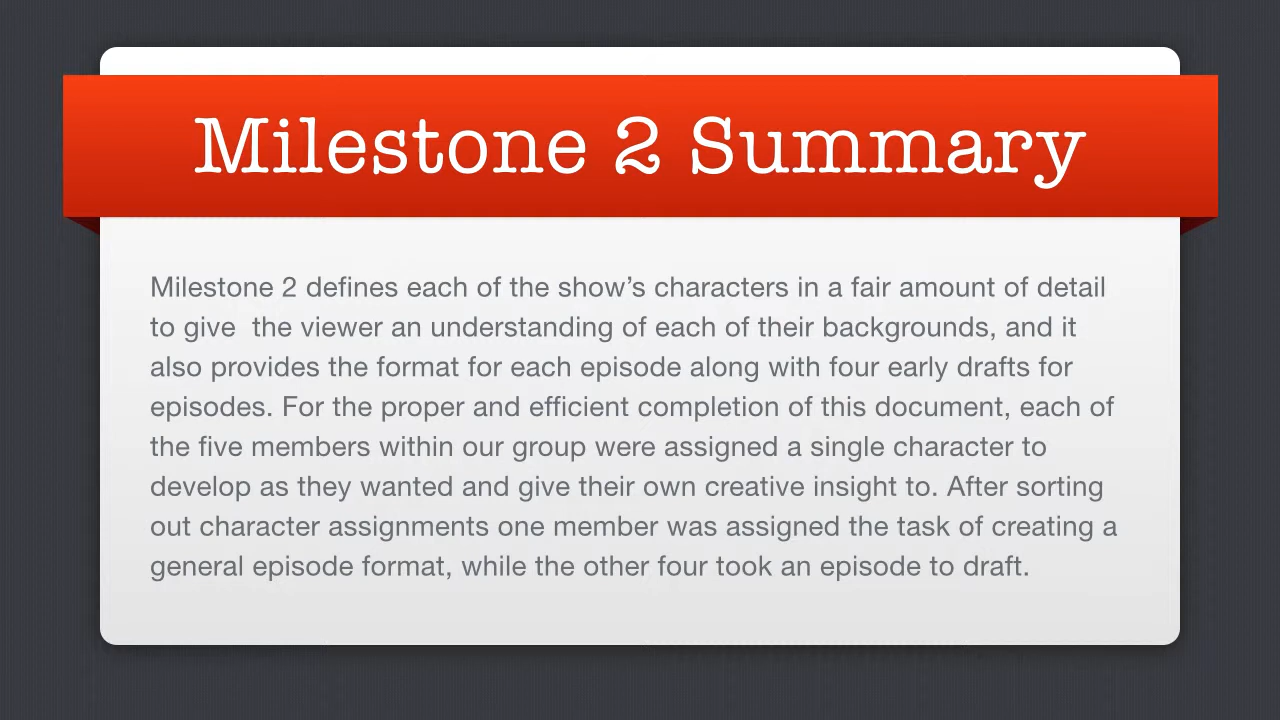 Milestone 2 Summary
Milestone 2 defines each of the show’s characters in a fair amount of detail
to give  the viewer an understanding of each of their backgrounds, and it
also provides the format for each episode along with four early drafts for
episodes. For the proper and efficient completion of this document, each of
the five members within our group were assigned a single character to
develop as they wanted and give their own creative insight to. After sorting
out character assignments one member was assigned the task of creating a
general episode format, while the other four took an episode to draft.